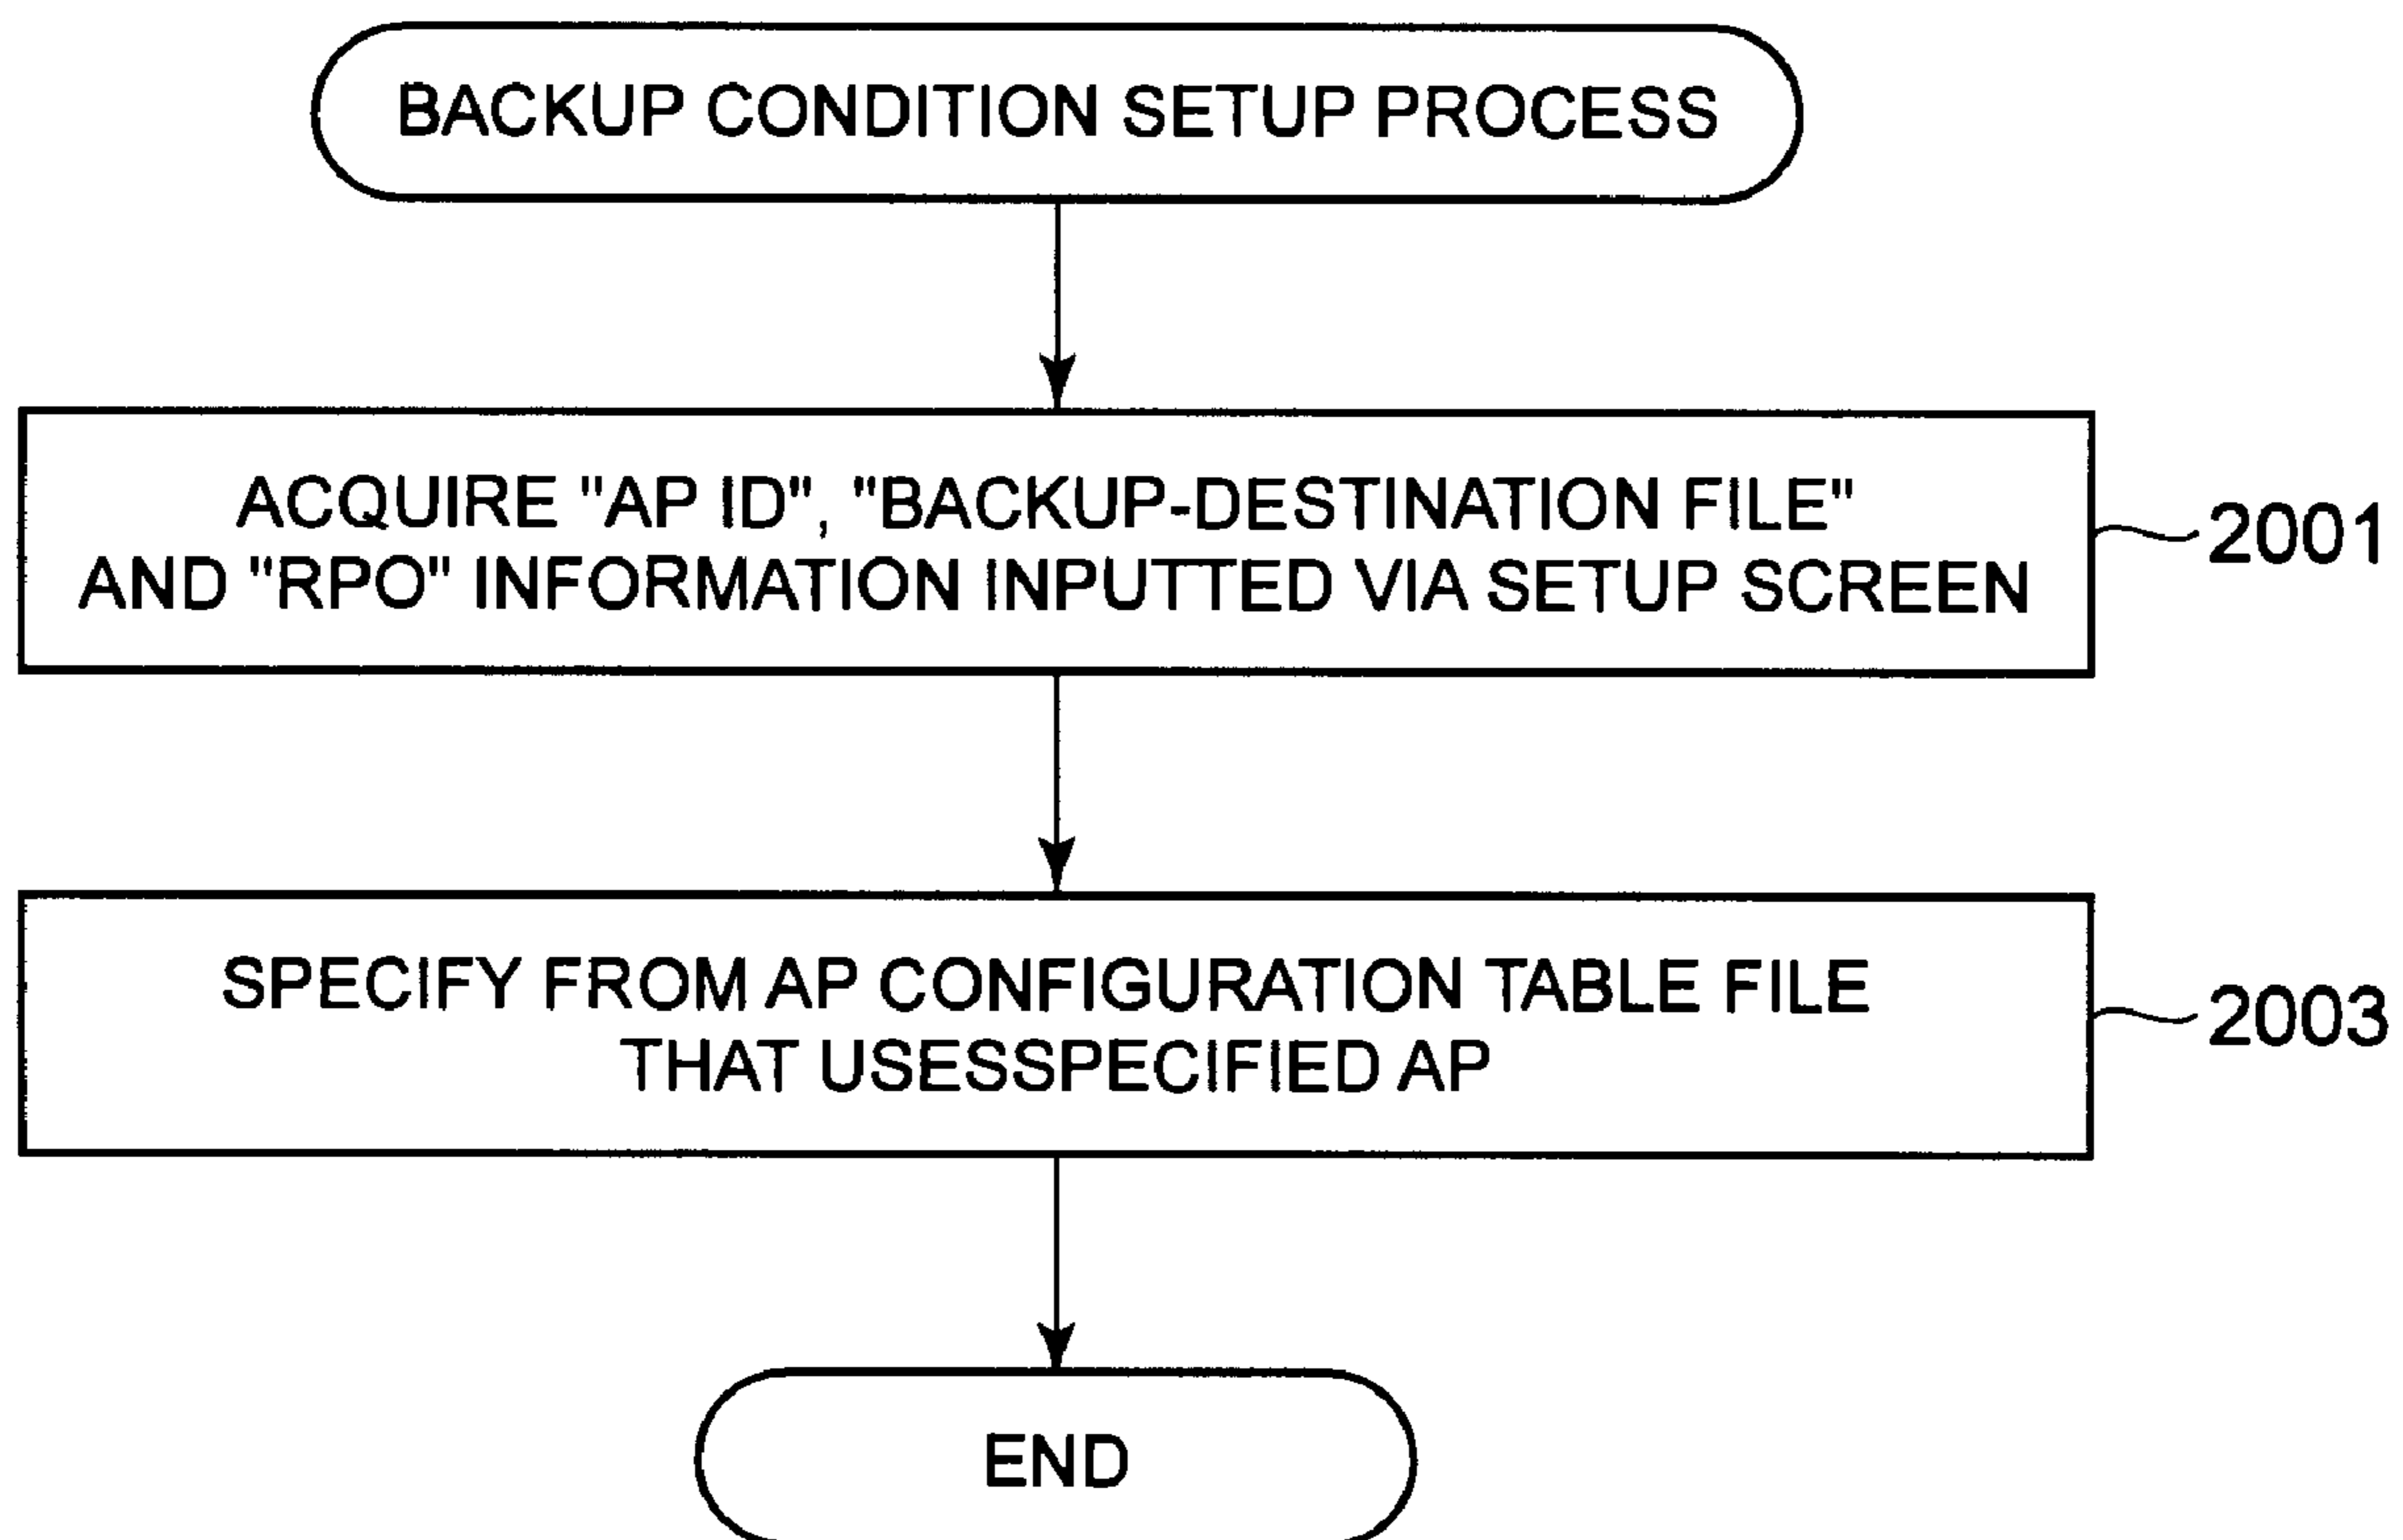 BACKUP CONDITION SETUP PROCESS
ACQUIRE "AP ID", "BACKUP-DESTINATION FILE"
AND "RPO" INFORMATION INPUTTED VIA SETUP SCREEN
2001
SPECIFY FROM AP CONFIGURATION TABLE FILE
THAT USESSPECIFIED AP
2003
END